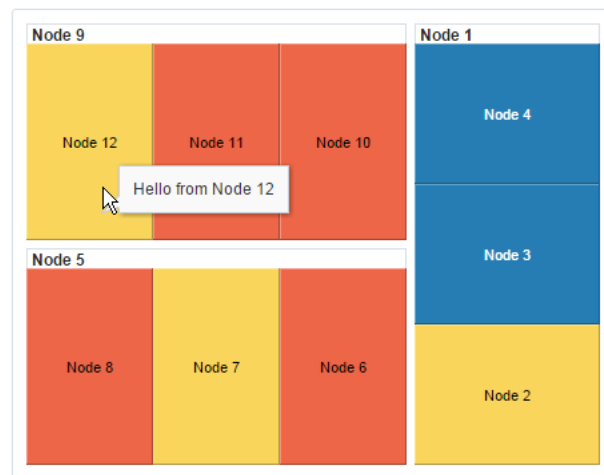 Node 9
Node 12
Node 11
Node 10
Hello from Node 12
Node 5
Node 8
Node 7
Node 6
Node 1
Node 4
Node 3
Node 2